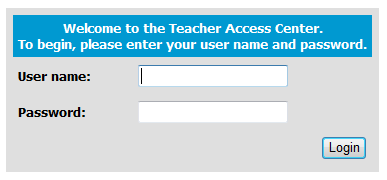 Welcome to the Teacher Access Center.
To begin, please enter your user name and password.
User name:
Password:
Login